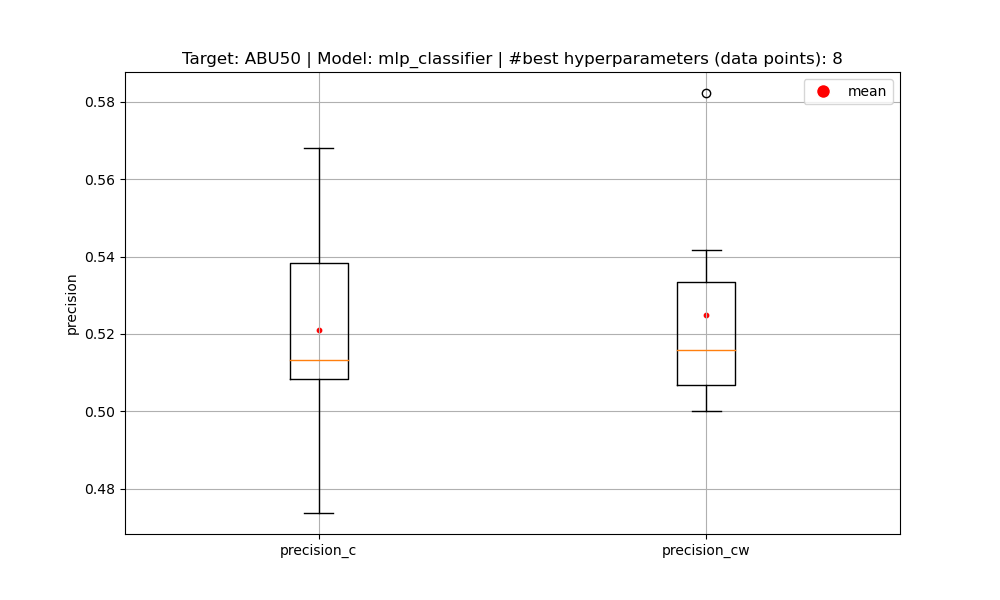 Target: ABU50 | Model: mlp_classifier | #best hyperparameters (data points): 8
mean
0.58
0.56
0.54
0.52
0.50
0.48
precision
precision_c
precision_cw